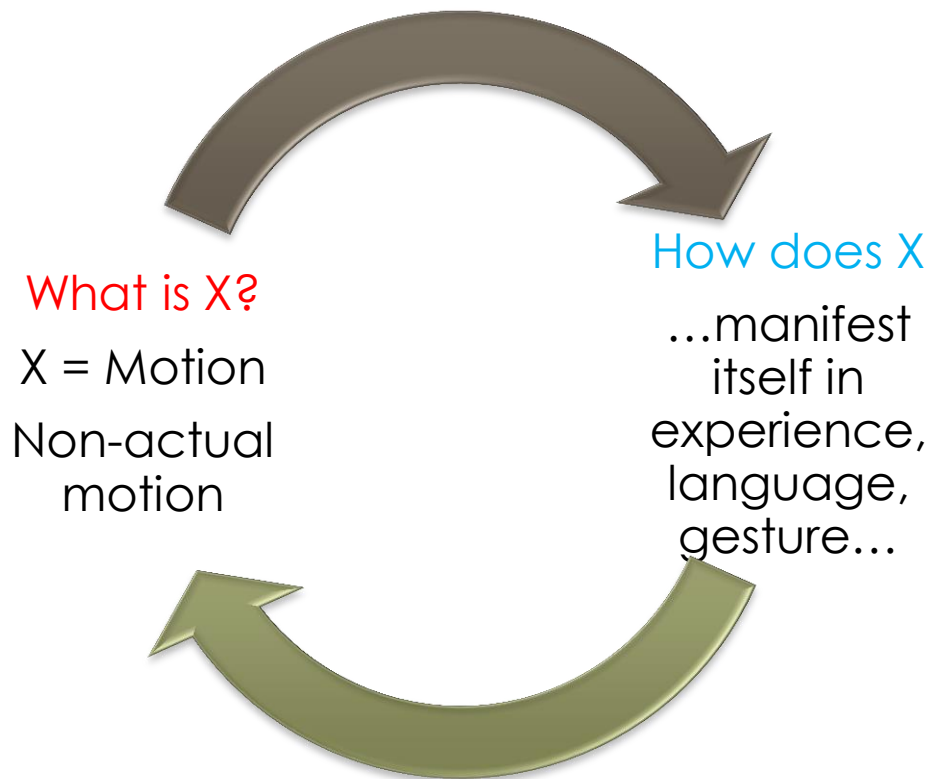 What is X?
X = Motion
Non-actual
motion
How does X
…manifest
itself in
experience,
language,
gesture…